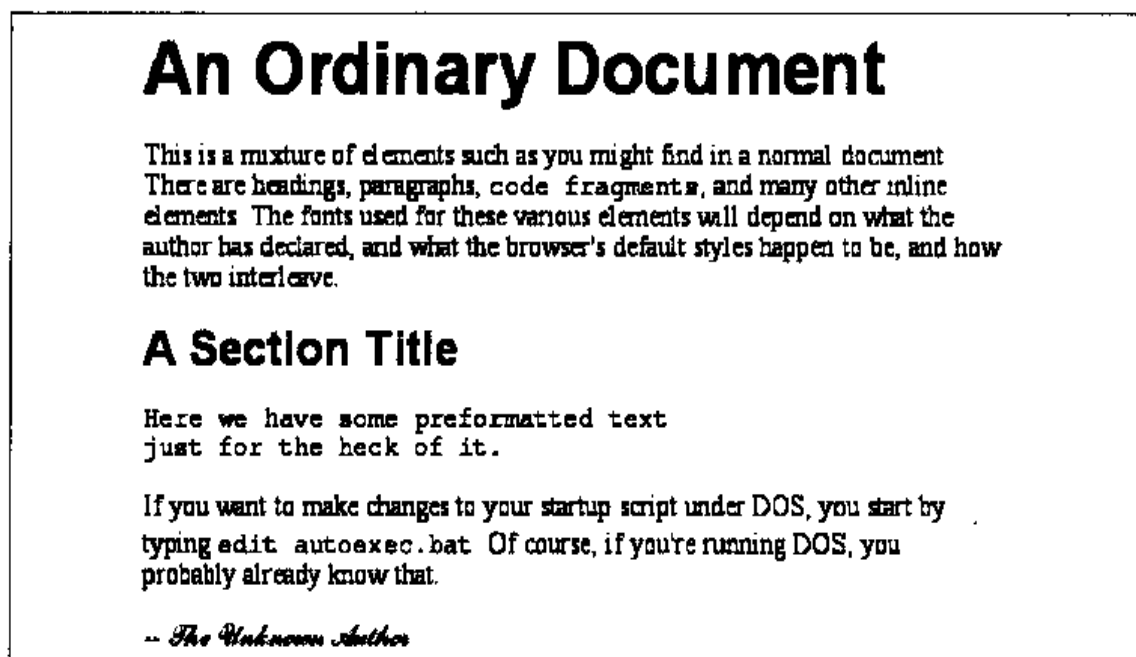 An Ordinary Document
This is a mixture of elements such as you might find in a normal document
There are headings, paragraphs, code fragments, and many other inline
elements The fonts used for these various elements will depend on what the
author has declared, and what the browser's default styles happen to be, and how
the two interleave.
A Section Title
Here we have some preformatted text
just for the heck of it.
If you want to make changes to your startup script under DOS, you start by
typing edit autoexec.bat Of course, if you're running DOS, you
probably already know that.
-- The Unknown Author